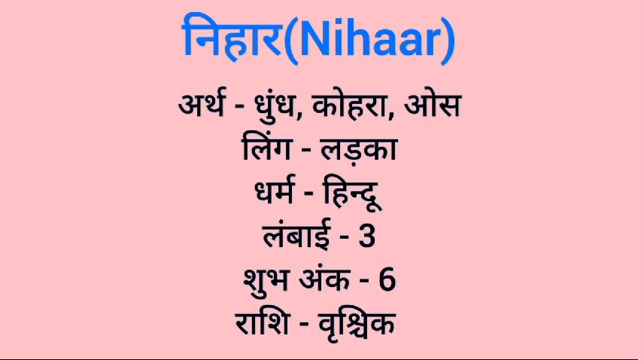 निहार(Nihaar)
अर्थ - धुंध, कोहरा, ओस
लिंग - लड़का
धर्म - हिन्दू
लंबाई - 3
शुभ अंक - 6
राशि - वृश्चिक